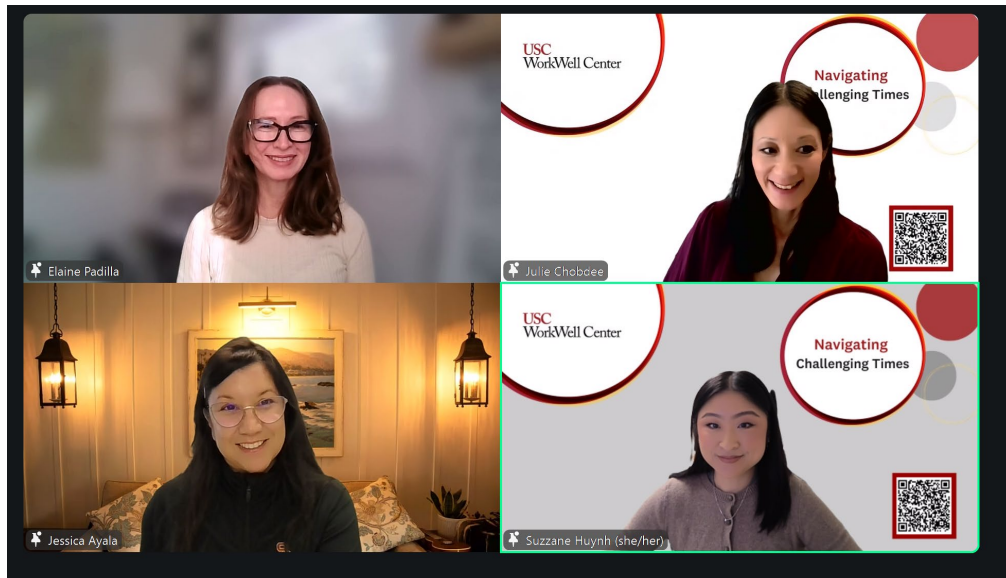 USC
WorkWell Center
Navigating
allenging Times
Elaine Padilla
Julie Chobdee
USC
WorkWell Center
Navigating
Challenging Times
Jessica Ayala
Suzzane Huynh (she/her)